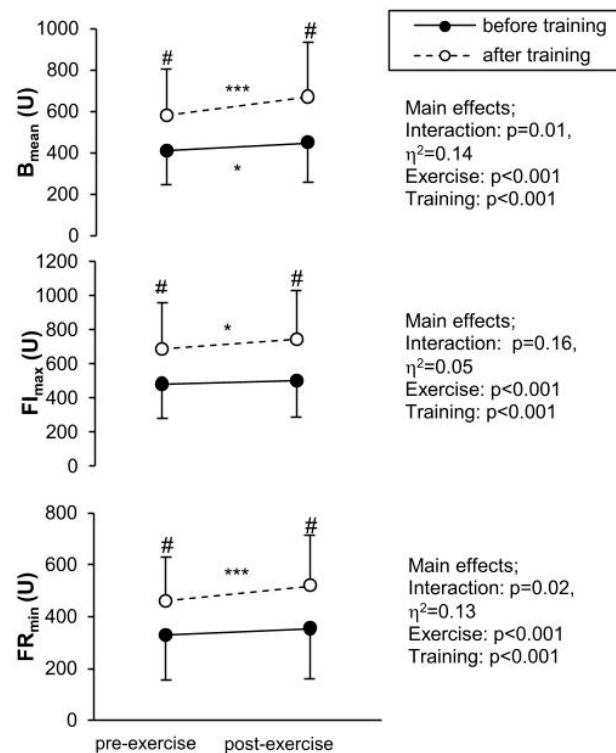 before training
after training
1000
800
600
400
200
0
B_mean (U)
#
#
***
*
Main effects;
Interaction: p=0.01,
η²=0.14
Exercise: p<0.001
Training: p<0.001
1200
1000
800
600
400
200
0
FI_max (U)
#
#
*
Main effects;
Interaction: p=0.16,
η²=0.05
Exercise: p<0.001
Training: p<0.001
800
600
400
200
0
FR_min (U)
#
#
***
Main effects;
Interaction: p=0.02,
η²=0.13
Exercise: p<0.001
Training: p<0.001
pre-exercise post-exercise